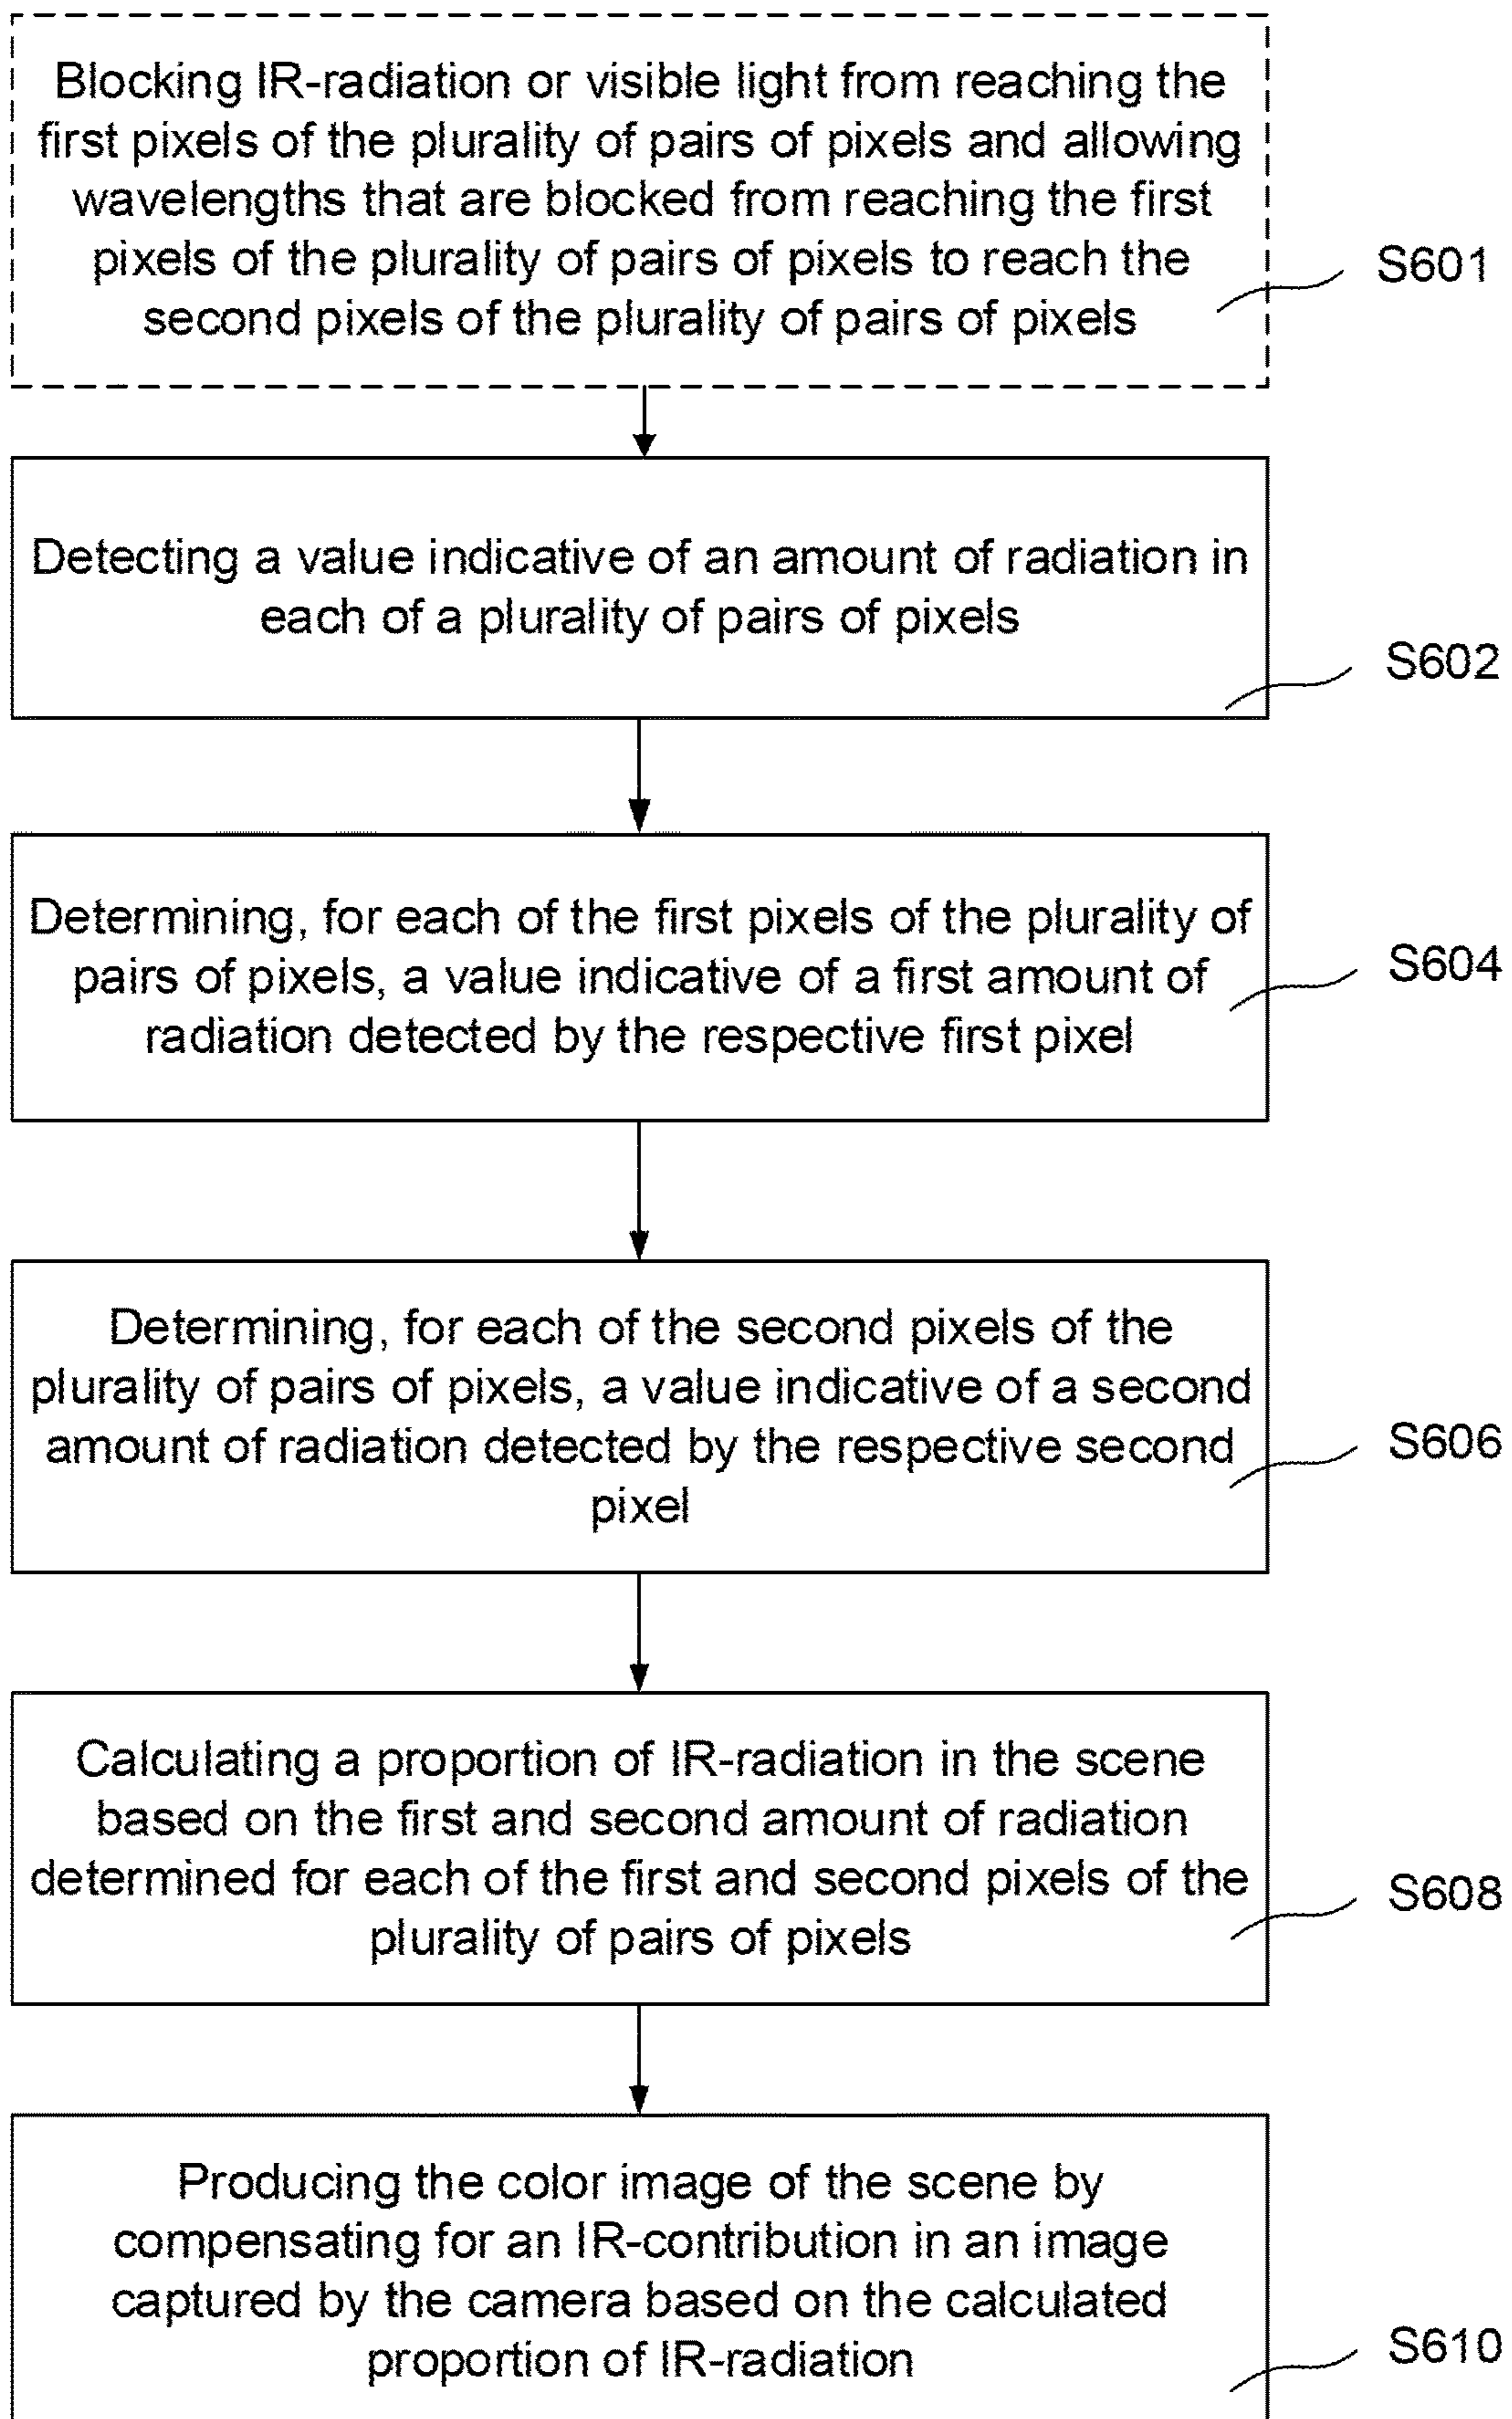 Blocking IR-radiation or visible light from reaching the
first pixels of the plurality of pairs of pixels and allowing
wavelengths that are blocked from reaching the first
pixels of the plurality of pairs of pixels to reach the
second pixels of the plurality of pairs of pixels
S601
Detecting a value indicative of an amount of radiation in
each of a plurality of pairs of pixels
S602
Determining, for each of the first pixels of the plurality of
pairs of pixels, a value indicative of a first amount of
radiation detected by the respective first pixel
S604
Determining, for each of the second pixels of the
plurality of pairs of pixels, a value indicative of a second
amount of radiation detected by the respective second
pixel
S606
Calculating a proportion of IR-radiation in the scene
based on the first and second amount of radiation
determined for each of the first and second pixels of the
plurality of pairs of pixels
S608
Producing the color image of the scene by
compensating for an IR-contribution in an image
captured by the camera based on the calculated
proportion of IR-radiation
S610